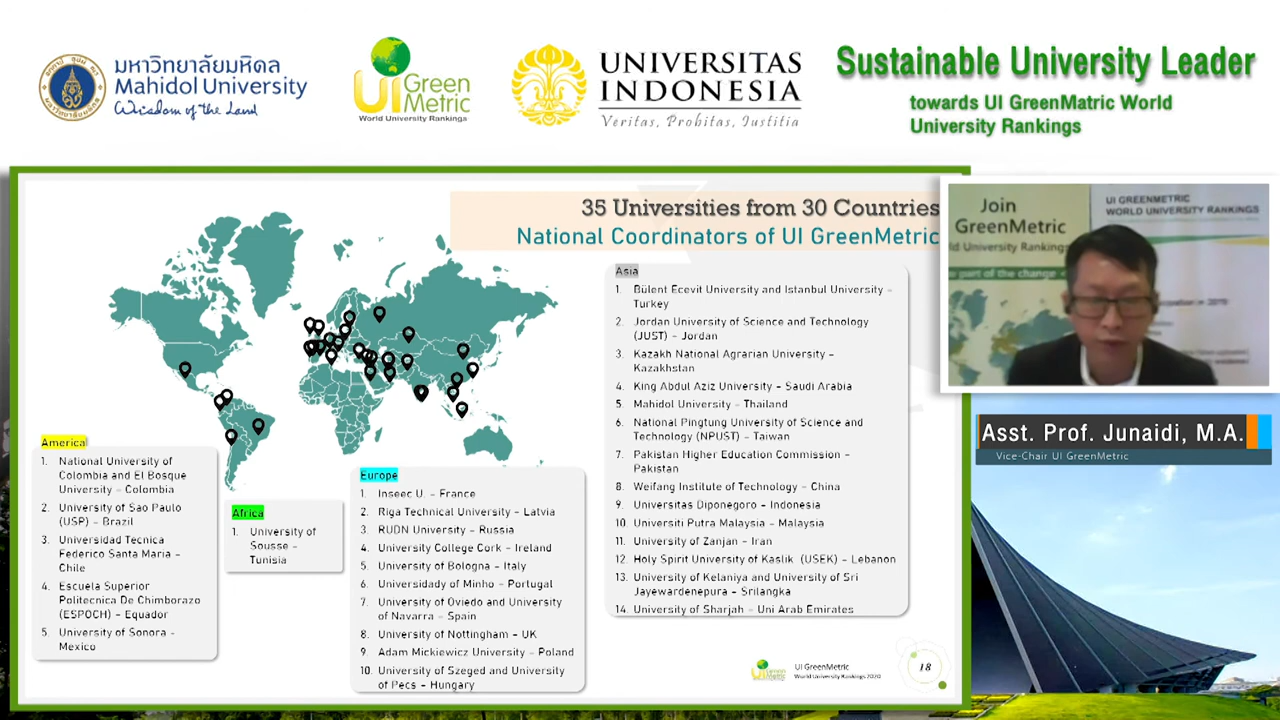 มหาวิทยาลัยมหิดล
Mahidol University
Wisdom of the Land
UI Green
Metric
World University Rankings
UNIVERSITAS
INDONESIA
Veritas, Probitas, Justitia
Sustainable University Leader
towards UI GreenMatric World
University Rankings
35 Universities from 30 Countries
National Coordinators of UI GreenMetric
America
1. National University of
Colombia and El Bosque
University – Colombia
2. University of Sao Paulo
(USP) – Brazil
3. Universidad Tecnica
Federico Santa Maria –
Chile
4. Escuela Superior
Politecnica De Chimborazo
(ESPOCH) – Equador
5. University of Sonora -
Mexico
Africa
1. University of
Sousse –
Tunisia
Europe
1. Inseec U. – France
2. Riga Technical University – Latvia
3. RUDN University – Russia
4. University College Cork – Ireland
5. University of Bologna – Italy
6. Universidady of Minho – Portugal
7. University of Oviedo and University
of Navarra – Spain
8. University of Nottingham – UK
9. Adam Mickiewicz University – Poland
10. University of Szeged and University
of Pecs – Hungary
Asia
1. Bülent Ecevit University and Istanbul University –
Turkey
2. Jordan University of Science and Technology
(JUST) – Jordan
3. Kazakh National Agrarian University –
Kazakhstan
4. King Abdul Aziz University – Saudi Arabia
5. Mahidol University – Thailand
6. National Pingtung University of Science and
Technology (NPUST) – Taiwan
7. Pakistan Higher Education Commission –
Pakistan
8. Weifang Institute of Technology – China
9. Universitas Diponegoro – Indonesia
10. Universiti Putra Malaysia – Malaysia
11. University of Zanjan – Iran
12. Holy Spirit University of Kaslik (USEK) – Lebanon
13. University of Kelaniya and University of Sri
Jayewardenepura – Srilangka
14. University of Sharjah – Uni Arab Emirates
UI Green
Metric
UI GreenMetric
World University Rankings 2020
18
Join
GreenMetric
ld University Rankings
UI GREENMETRIC
WORLD UNIVERSITY RANKINGS
Asst. Prof. Junaidi, M.A.
Vice-Chair UI GreenMetric